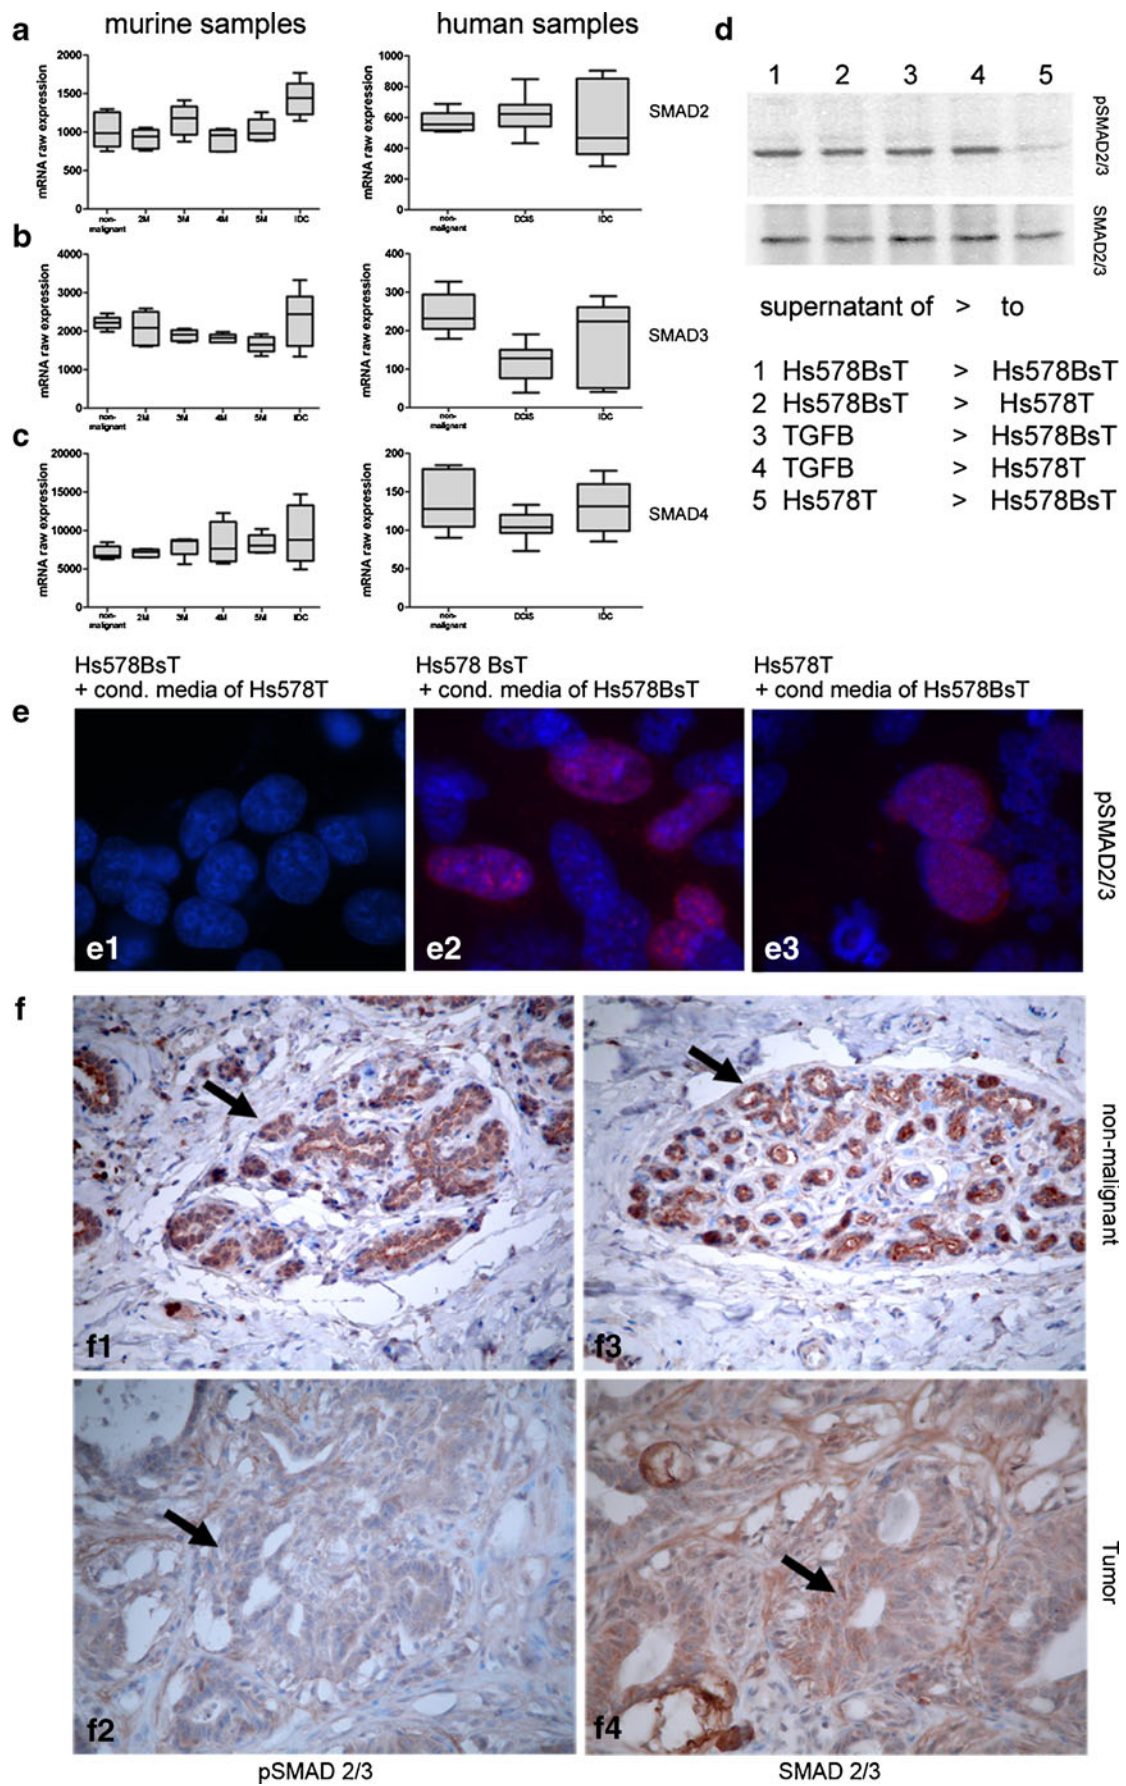 a
murine samples
human samples
mRNA raw expression
2000
1500
1000
500
0
non-malignant 2M 3M 4M 5M IDC
mRNA raw expression
1000
800
600
400
200
0
non-malignant DCIS IDC
SMAD2
b
mRNA raw expression
4000
3000
2000
1000
0
non-malignant 2M 3M 4M 5M IDC
mRNA raw expression
400
300
200
100
0
non-malignant DCIS IDC
SMAD3
c
mRNA raw expression
20000
15000
10000
5000
0
non-malignant 2M 3M 4M 5M IDC
mRNA raw expression
200
150
100
50
0
non-malignant DCIS IDC
SMAD4
d
1 2 3 4 5
pSMAD2/3
SMAD2/3
supernatant of > to
1 Hs578BsT > Hs578BsT
2 Hs578BsT > Hs578T
3 TGFB > Hs578BsT
4 TGFB > Hs578T
5 Hs578T > Hs578BsT
e
Hs578BsT
+ cond. media of Hs578T
Hs578 BsT
+ cond. media of Hs578BsT
Hs578T
+ cond media of Hs578BsT
e1
e2
e3
pSMAD2/3
f
f1
f3
non-malignant
f2
f4
Tumor
pSMAD 2/3
SMAD 2/3